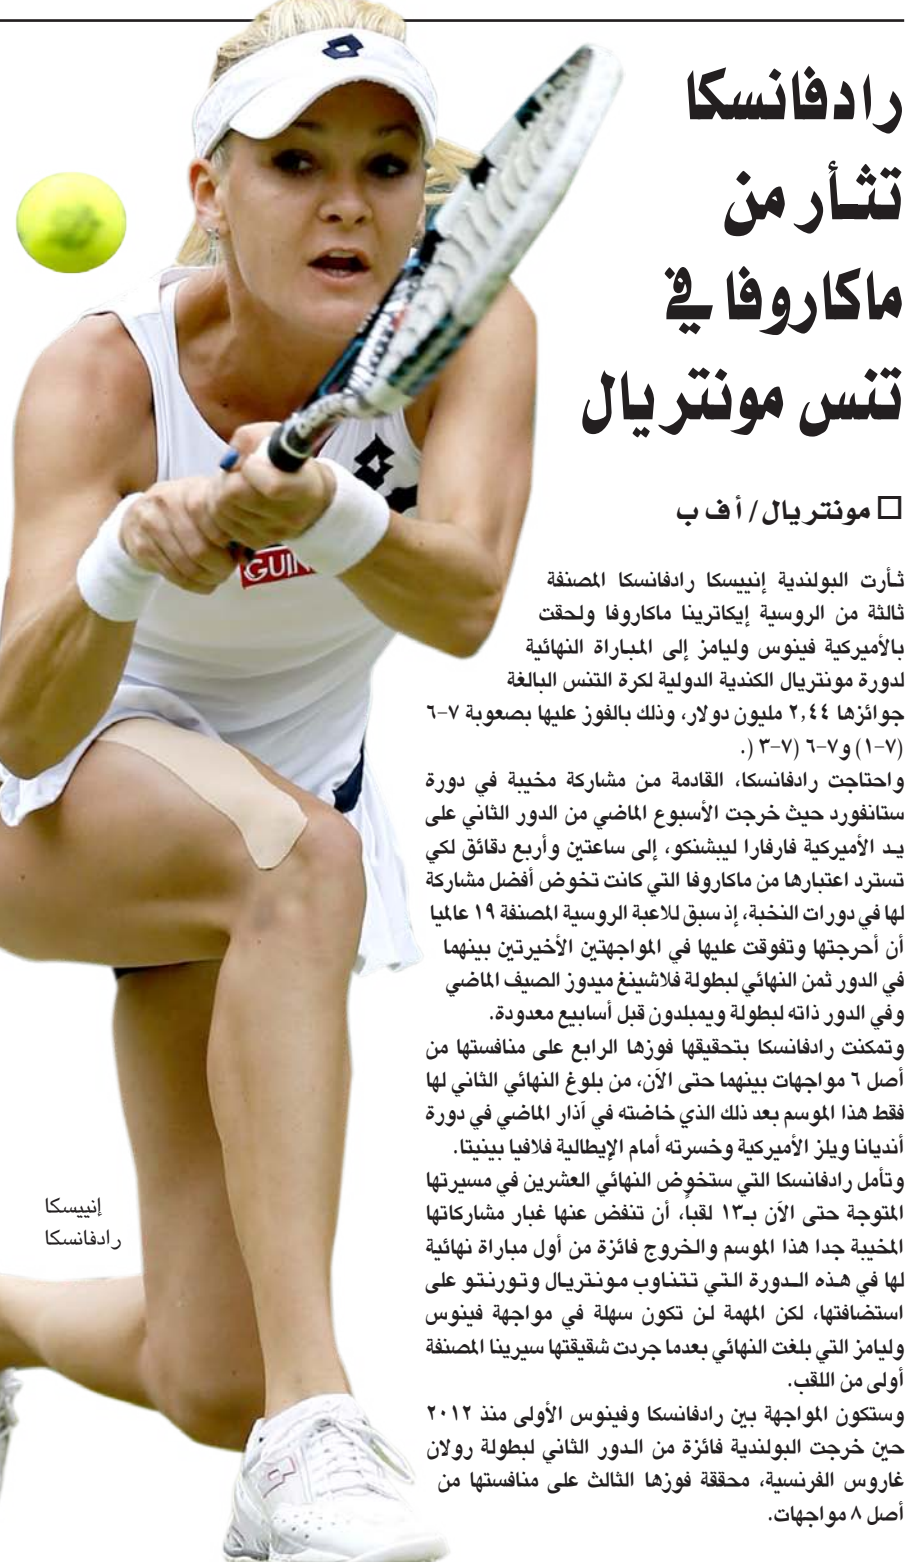 رادفانسكا
تثأر من
ماكاروفا في
تنس مونتريال
□ مونتريال/ أ ف ب
ثأرت البولندية إنييسكا رادفانسكا المصنفة
ثالثة من الروسية إيكاترينا ماكاروفا ولحقت
بالأميركية فينوس وليامز إلى المباراة النهائية
لدورة مونتريال الكندية الدولية لكرة التنس البالغة
جوائزها ٢,٤٤ مليون دولار، وذلك بالفوز عليها بصعوبة ٧-٦
(٧-١) و٧-٦ (٧-٣ (.
واحتاجت رادفانسكا، القادمة من مشاركة مخيبة في دورة
ستانفورد حيث خرجت الأسبوع الماضي من الدور الثاني على
يد الأميركية فارفارا ليبشنكو، إلى ساعتين وأربع دقائق لكي
تسترد اعتبارها من ماكاروفا التي كانت تخوض أفضل مشاركة
لها في دورات النخبة، إذ سبق للاعبة الروسية المصنفة ١٩ عالميا
أن أحرجتها وتفوقت عليها في المواجهتين الأخيرتين بينهما
في الدور ثمن النهائي لبطولة فلاشينغ ميدوز الصيف الماضي
وفي الدور ذاته لبطولة ويمبلدون قبل أسابيع معدودة.
وتمكنت رادفانسكا بتحقيقها فوزها الرابع على منافستها من
أصل ٦ مواجهات بينهما حتى الآن، من بلوغ النهائي الثاني لها
فقط هذا الموسم بعد ذلك الذي خاضته في آذار الماضي في دورة
أنديانا ويلز الأميركية وخسرته أمام الإيطالية فلافيا بينيتا.
وتأمل رادفانسكا التي ستخوض النهائي العشرين في مسيرتها
المتوجة حتى الآن بـ١٣ لقباً، أن تنفض عنها غبار مشاركاتها
المخيبة جدا هذا الموسم والخروج فائزة من أول مباراة نهائية
لها في هذه الدورة التي تتناوب مونتريال وتورنتو على
استضافتها، لكن المهمة لن تكون سهلة في مواجهة فينوس
وليامز التي بلغت النهائي بعدما جردت شقيقتها سيرينا المصنفة
أولى من اللقب.
وستكون المواجهة بين رادفانسكا وفينوس الأولى منذ ٢٠١٢
حين خرجت البولندية فائزة من الدور الثاني لبطولة رولان
غاروس الفرنسية، محققة فوزها الثالث على منافستها من
أصل ٨ مواجهات.
إنييسكا
رادفانسكا
GUIN